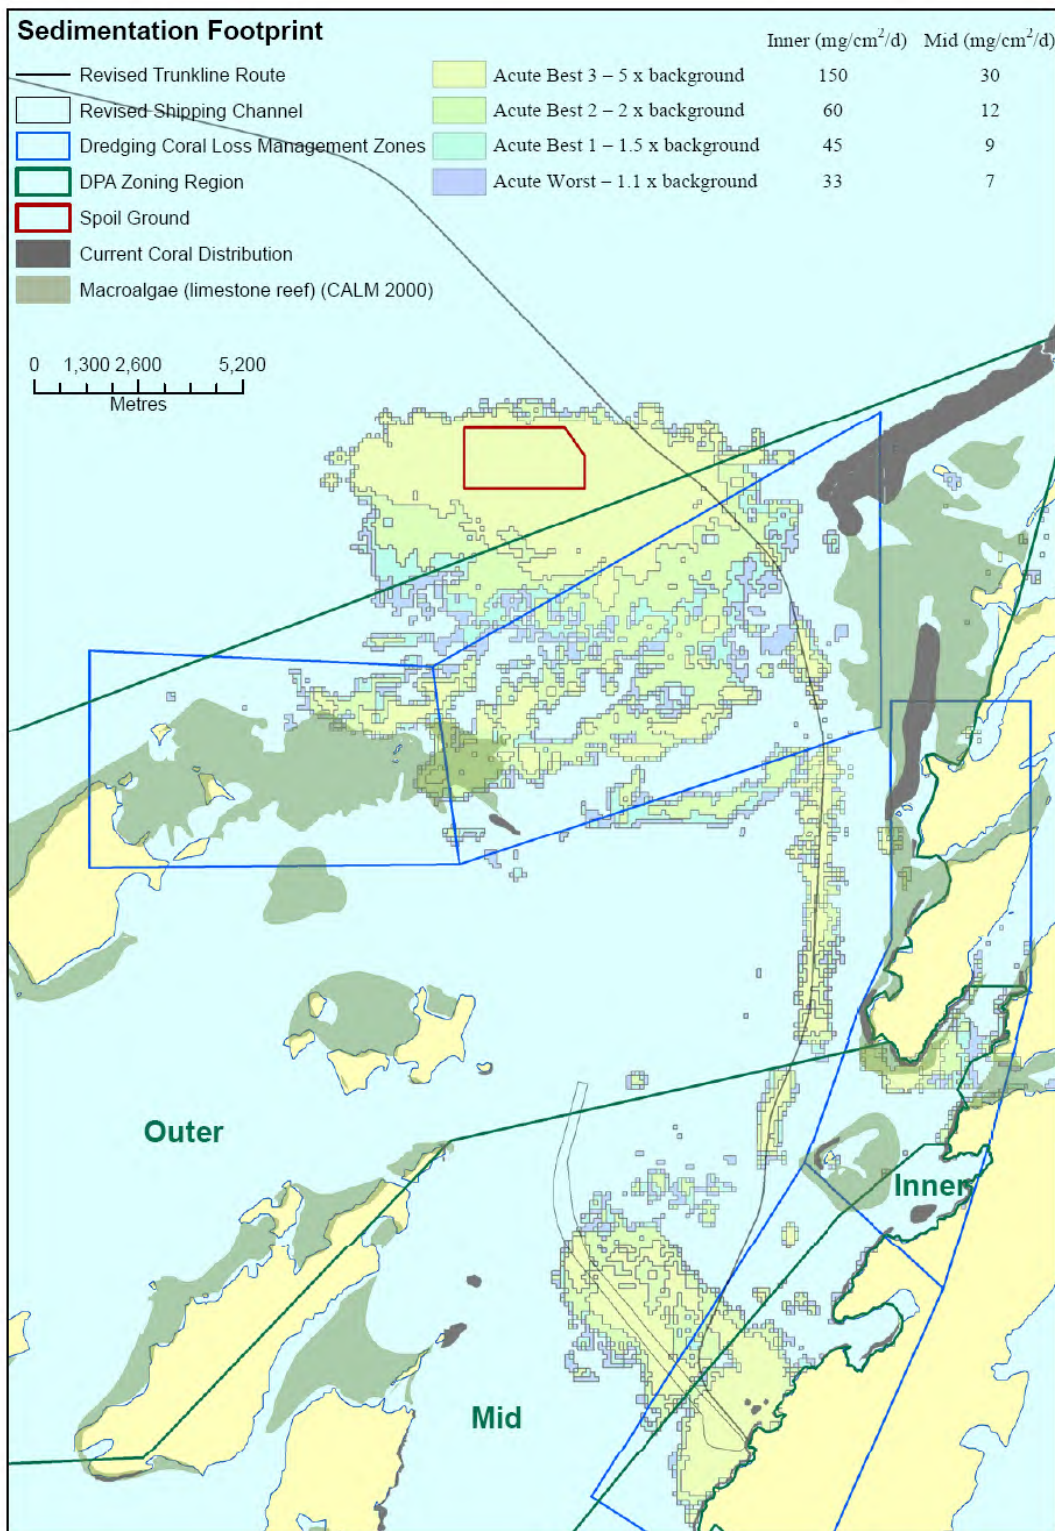 Sedimentation Footprint
Inner (mg/cm²/d) Mid (mg/cm²/d)
Revised Trunkline Route
Acute Best 3 – 5 x background 150 30
Revised Shipping Channel
Acute Best 2 – 2 x background 60 12
Dredging Coral Loss Management Zones
Acute Best 1 – 1.5 x background 45 9
DPA Zoning Region
Acute Worst – 1.1 x background 33 7
Spoil Ground
Current Coral Distribution
Macroalgae (limestone reef) (CALM 2000)
0 1,300 2,600 5,200
Metres
Outer
Inner
Mid